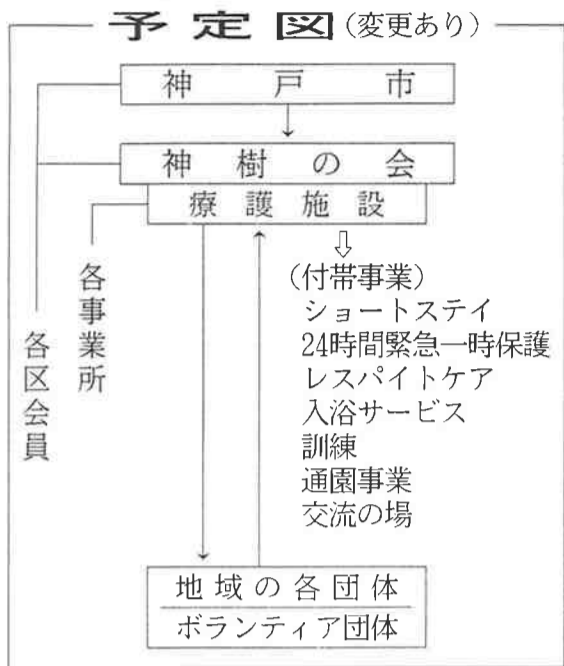 予定図(変更あり)
神戸市
神樹の会
療護施設
各事業所
各区会員
(付帯事業)
ショートステイ
24時間緊急一時保護
レスパイトケア
入浴サービス
訓練
通園事業
交流の場
地域の各団体
ボランティア団体